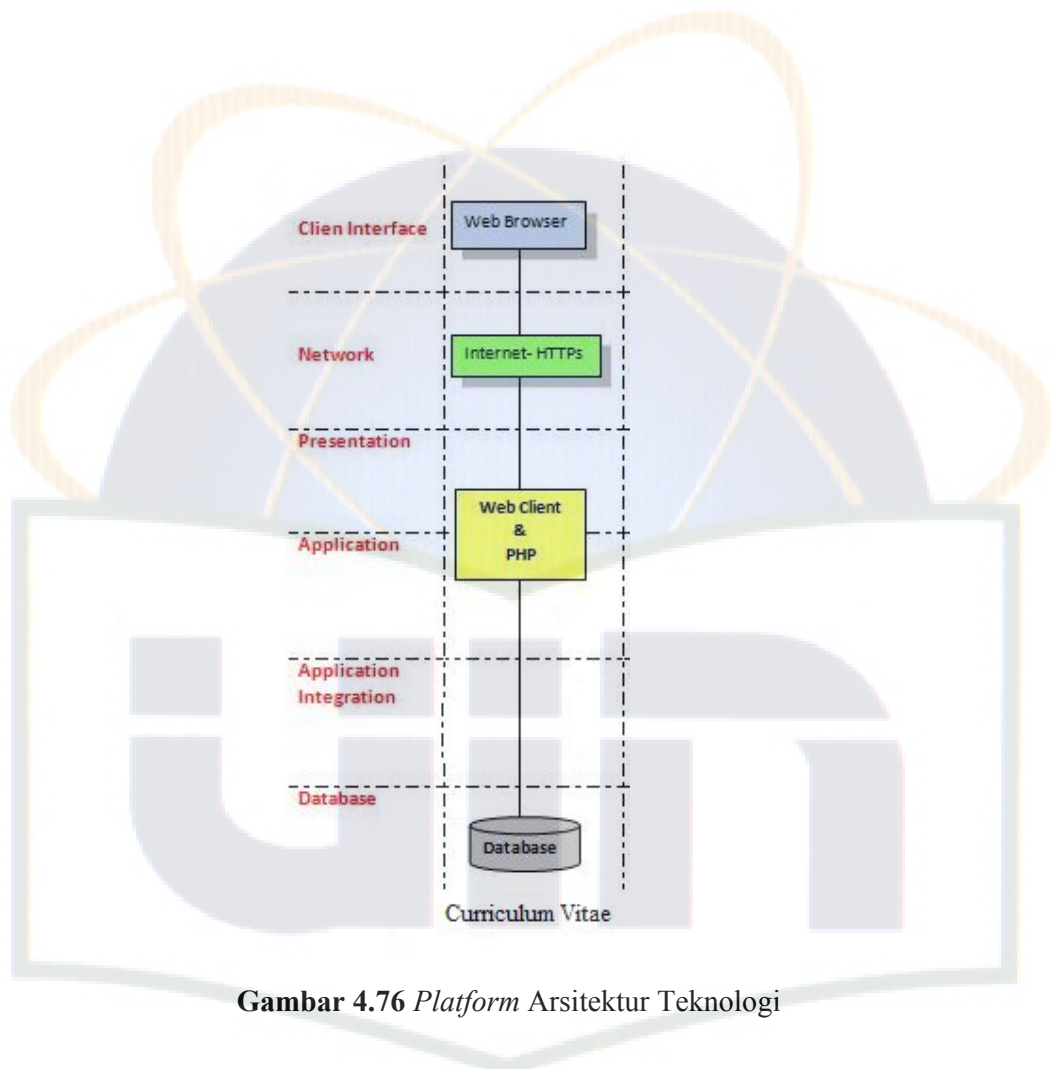 Clien Interface
Web Browser
Network
Internet- HTTPs
Presentation
Web Client
&
PHP
Application
Application
Integration
Database
Database
Curriculum Vitae
Gambar 4.76 Platform Arsitektur Teknologi
uin